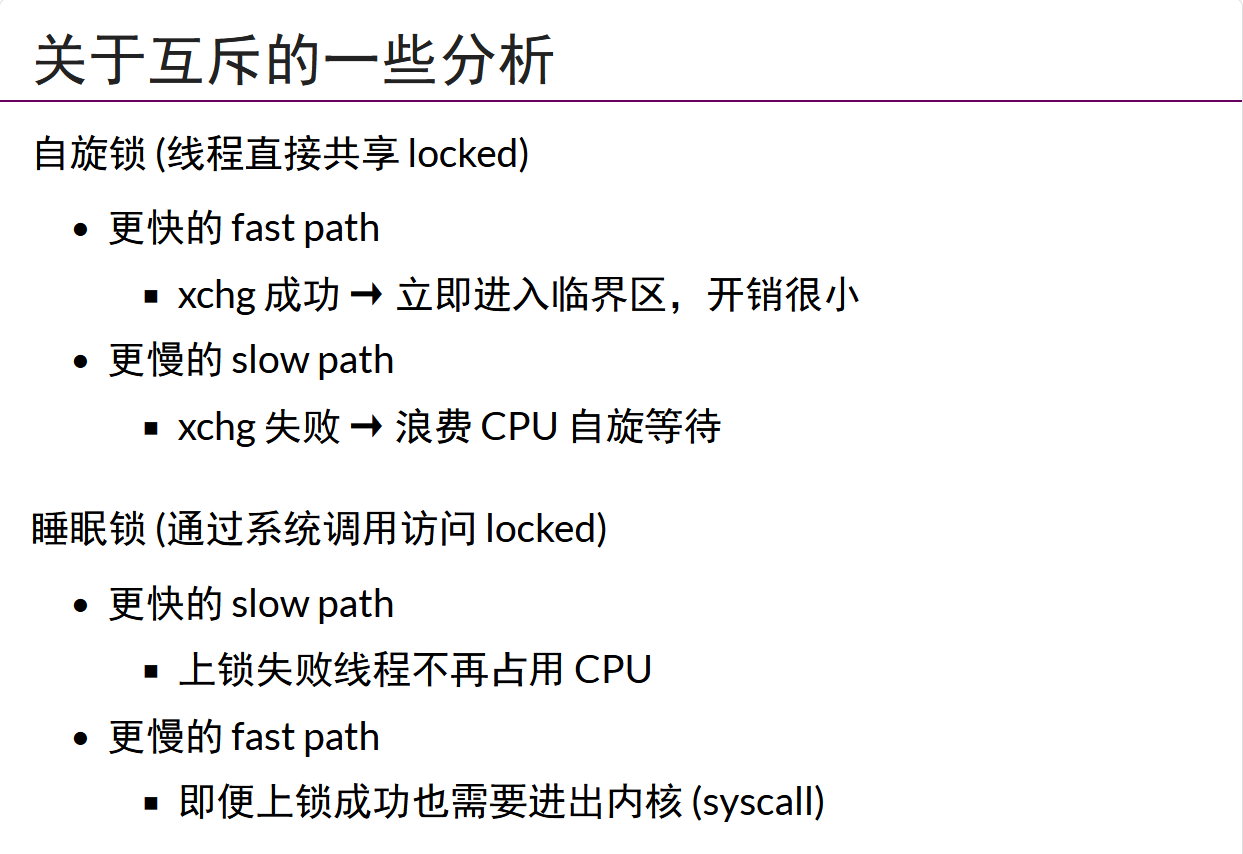 关于互斥的一些分析
自旋锁 (线程直接共享 locked)
• 更快的 fast path
▪ xchg 成功 → 立即进入临界区，开销很小
• 更慢的 slow path
▪ xchg 失败 → 浪费 CPU 自旋等待
睡眠锁 (通过系统调用访问 locked)
• 更快的 slow path
▪ 上锁失败线程不再占用 CPU
• 更慢的 fast path
▪ 即便上锁成功也需要进出内核 (syscall)